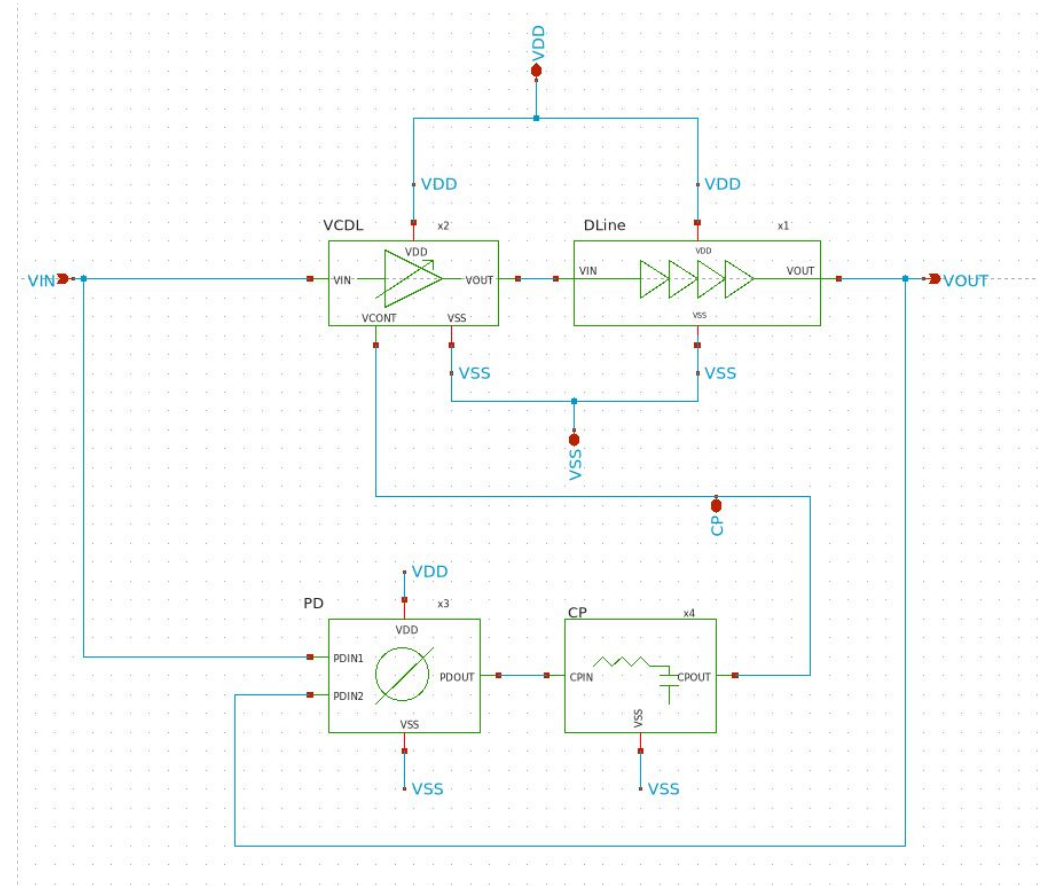 VDD
VDD
VDD
VCDL
x2
DLine
x1
VDD
VDD
VIN
VIN
VOUT
VIN
VOUT
VOUT
VCONT
VSS
VSS
VSS
VSS
VSS
CP
VDD
PD
x3
CP
x4
VDD
PDIN1
PDOUT
CPIN
CPOUT
PDIN2
VSS
VSS
VSS
VSS